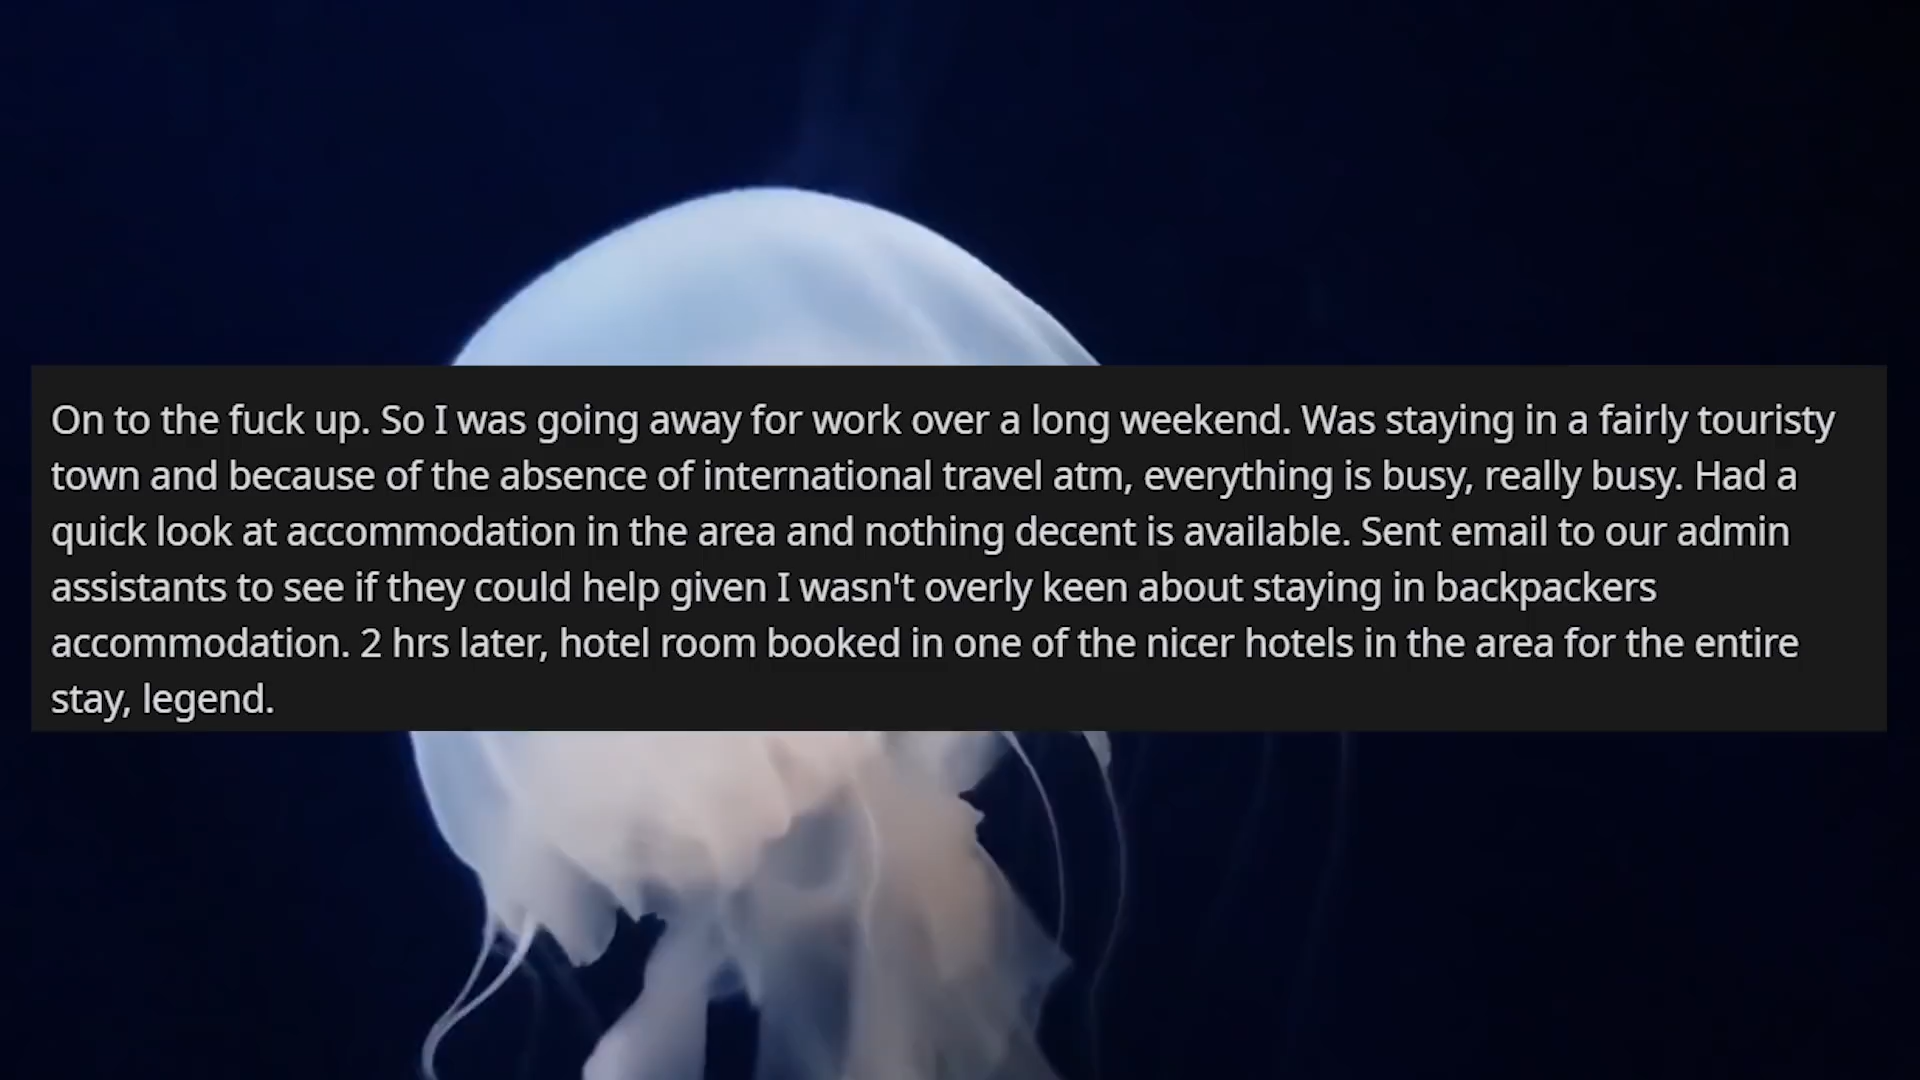 On to the fuck up. So I was going away for work over a long weekend. Was staying in a fairly touristy
town and because of the absence of international travel atm, everything is busy, really busy. Had a
quick look at accommodation in the area and nothing decent is available. Sent email to our admin
assistants to see if they could help given I wasn't overly keen about staying in backpackers
accommodation. 2 hrs later, hotel room booked in one of the nicer hotels in the area for the entire
stay, legend.